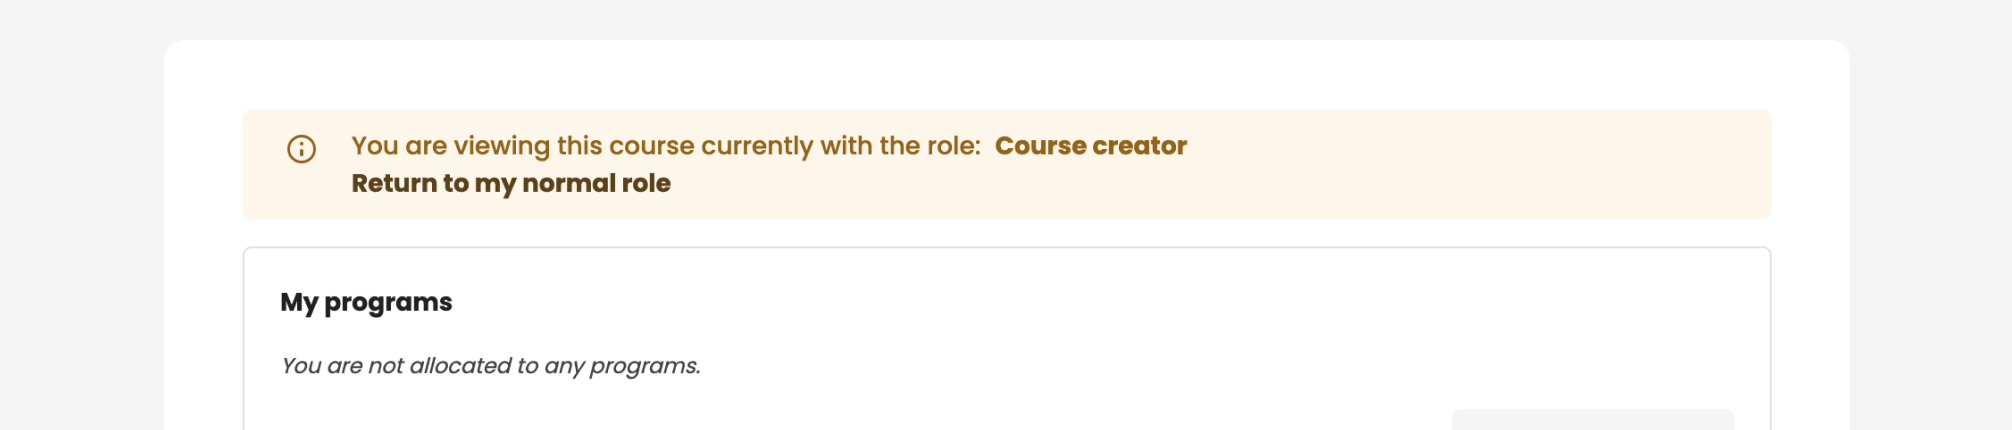 You are viewing this course currently with the role: Course creator
Return to my normal role
My programs
You are not allocated to any programs.